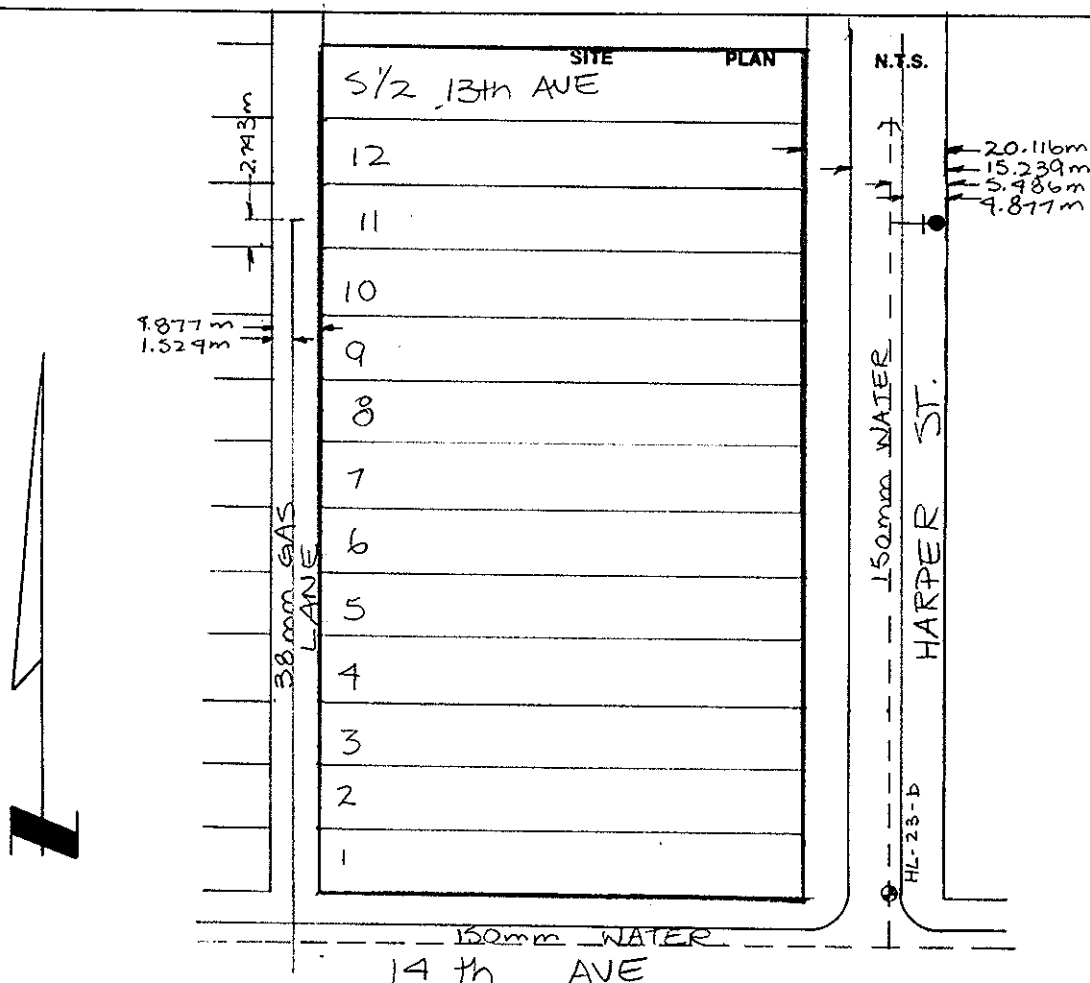 SITE PLAN N.T.S.
S1/2 13th AVE
12
11
10
9
8
7
6
5
4
3
2
1
2.743m
4.877m
1.524m
38mm GAS
LANE
20.116m
15.239m
5.486m
4.877m
150mm WATER
HARPER ST.
HL-23-D
150mm WATER
14th AVE